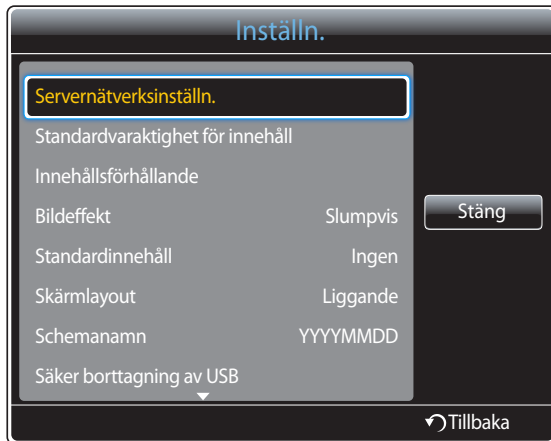 Inställn.
Servernätverksinställn.
Standardvaraktighet för innehåll
Innehållsförhållande
Bildeffekt Slumpvis
Standardinnehåll Ingen
Skärmlayout Liggande
Schemanamn YYYYMMDD
Säker borttagning av USB
Stäng
Tillbaka